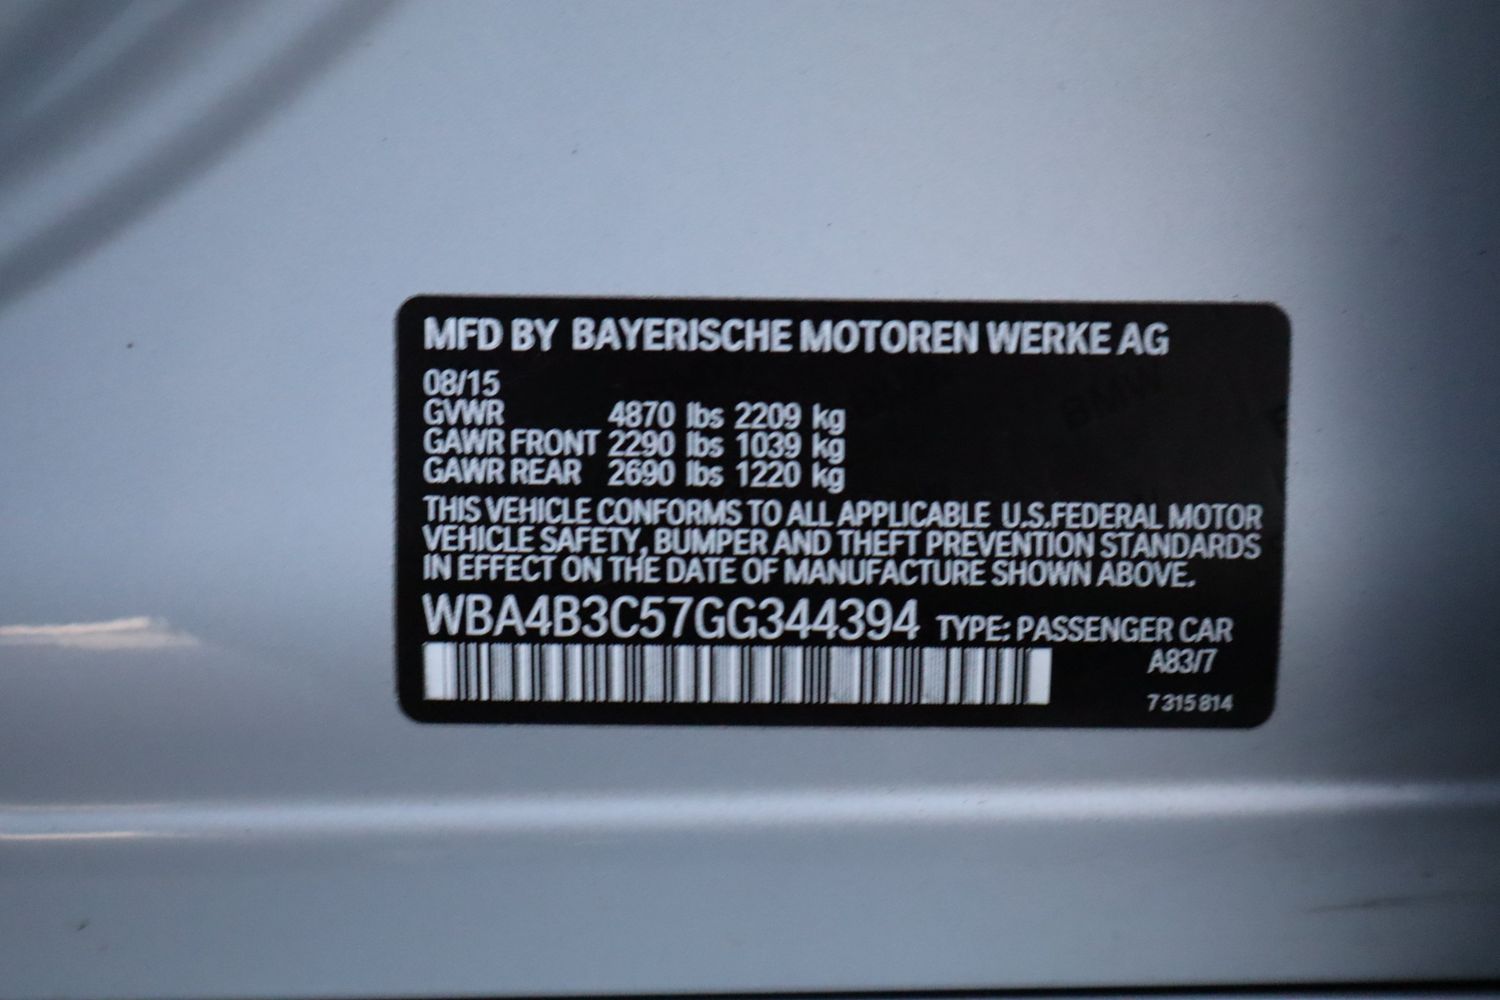 MFD BY BAYERISCHE MOTOREN WERKE AG
08/15
GVWR 4870 lbs 2209 kg
GAWR FRONT 2290 lbs 1039 kg
GAWR REAR 2690 lbs 1220 kg
THIS VEHICLE CONFORMS TO ALL APPLICABLE U.S.FEDERAL MOTOR
VEHICLE SAFETY, BUMPER AND THEFT PREVENTION STANDARDS
IN EFFECT ON THE DATE OF MANUFACTURE SHOWN ABOVE.
WBA4B3C57GG344394 TYPE: PASSENGER CAR
A83/7
7 315 814